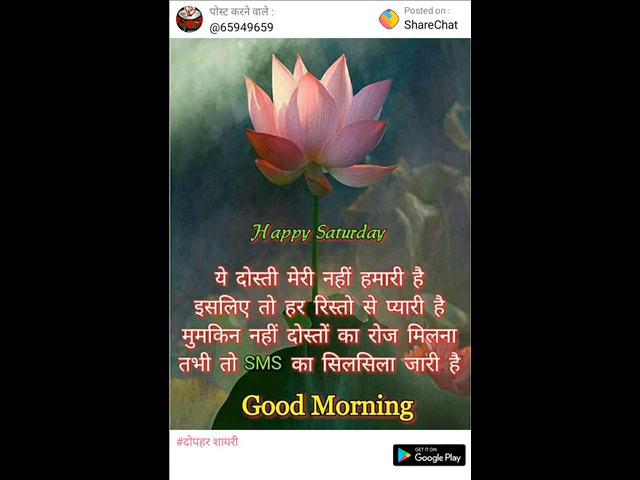 पोस्ट करने वाले :
@65949659
Posted on :
ShareChat
Happy Saturday
ये दोस्ती मेरी नहीं हमारी है
इसलिए तो हर रिस्तो से प्यारी है
मुमकिन नहीं दोस्तों का रोज मिलना
तभी तो SMS का सिलसिला जारी है
Good Morning
#दोपहर शायरी
GET IT ON
Google Play